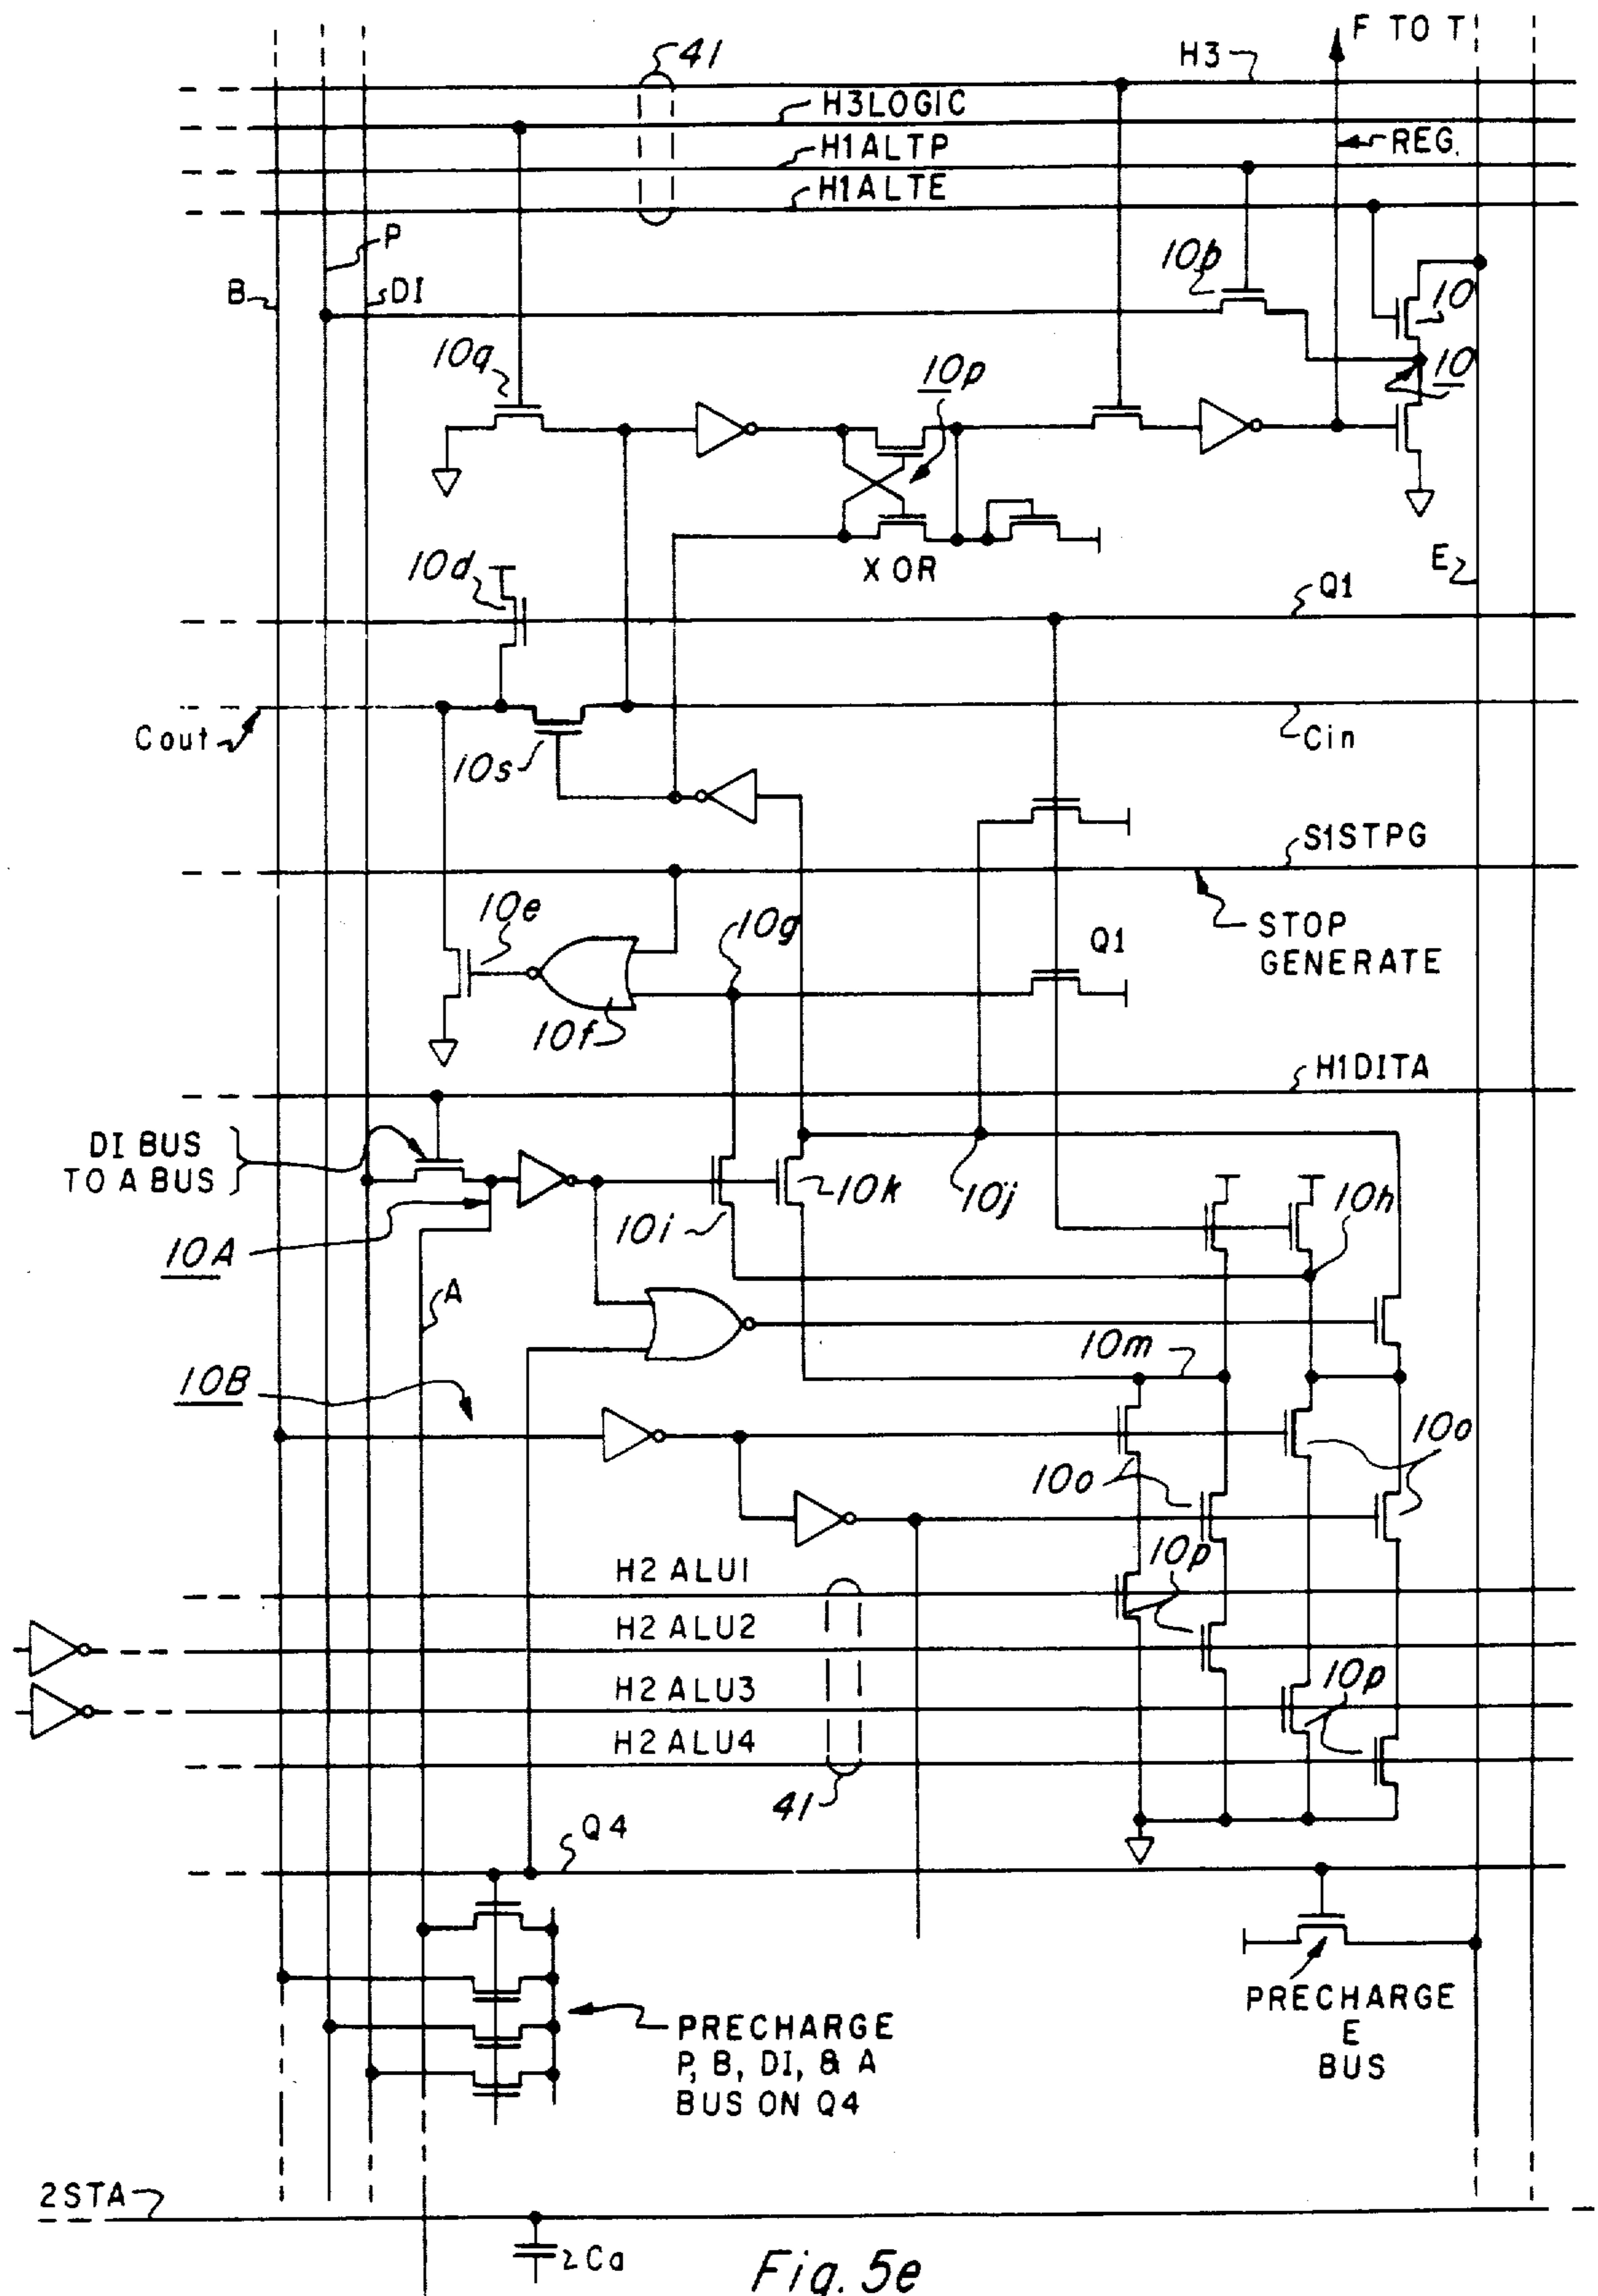 F TO T
41
H3
H3LOGIC
H1ALTP
REG.
H1ALTE
P
B
DI
10p
10
10q
10p
10
XOR
E
10d
Q1
Cout
Cin
10s
S1STPG
STOP
GENERATE
10e
10g
Q1
10f
H1DITA
DI BUS
TO A BUS
10k
10j
10h
10i
10A
A
10m
10B
10o
10o
10p
H2 ALU1
H2 ALU2
H2 ALU3
10p
H2 ALU4
41
Q4
PRECHARGE
P, B, DI, & A
BUS ON Q4
PRECHARGE
E
BUS
2STA
2Ca
Fig. 5e